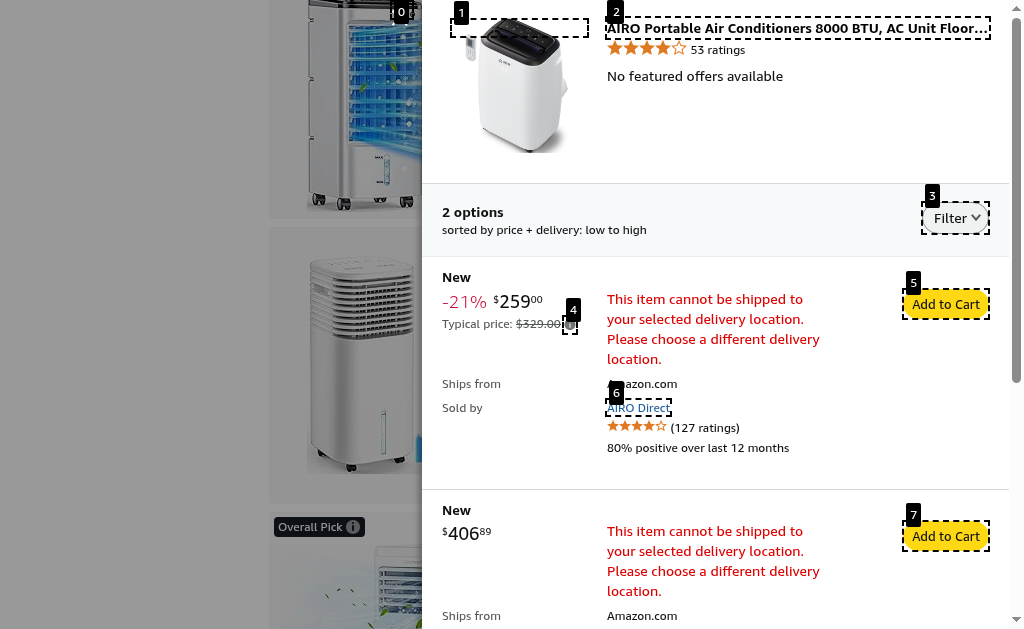 0
1
2
AIRO Portable Air Conditioners 8000 BTU, AC Unit Floor...
53 ratings
No featured offers available
3
2 options
sorted by price + delivery: low to high
Filter
New
-21% $25900
4
Typical price: $329.00
This item cannot be shipped to
your selected delivery location.
Please choose a different delivery
location.
5
Add to Cart
Ships from
Amazon.com
6
Sold by
AIRO Direct
(127 ratings)
80% positive over last 12 months
New
$40689
This item cannot be shipped to
your selected delivery location.
Please choose a different delivery
location.
7
Add to Cart
Ships from
Amazon.com
Overall Pick